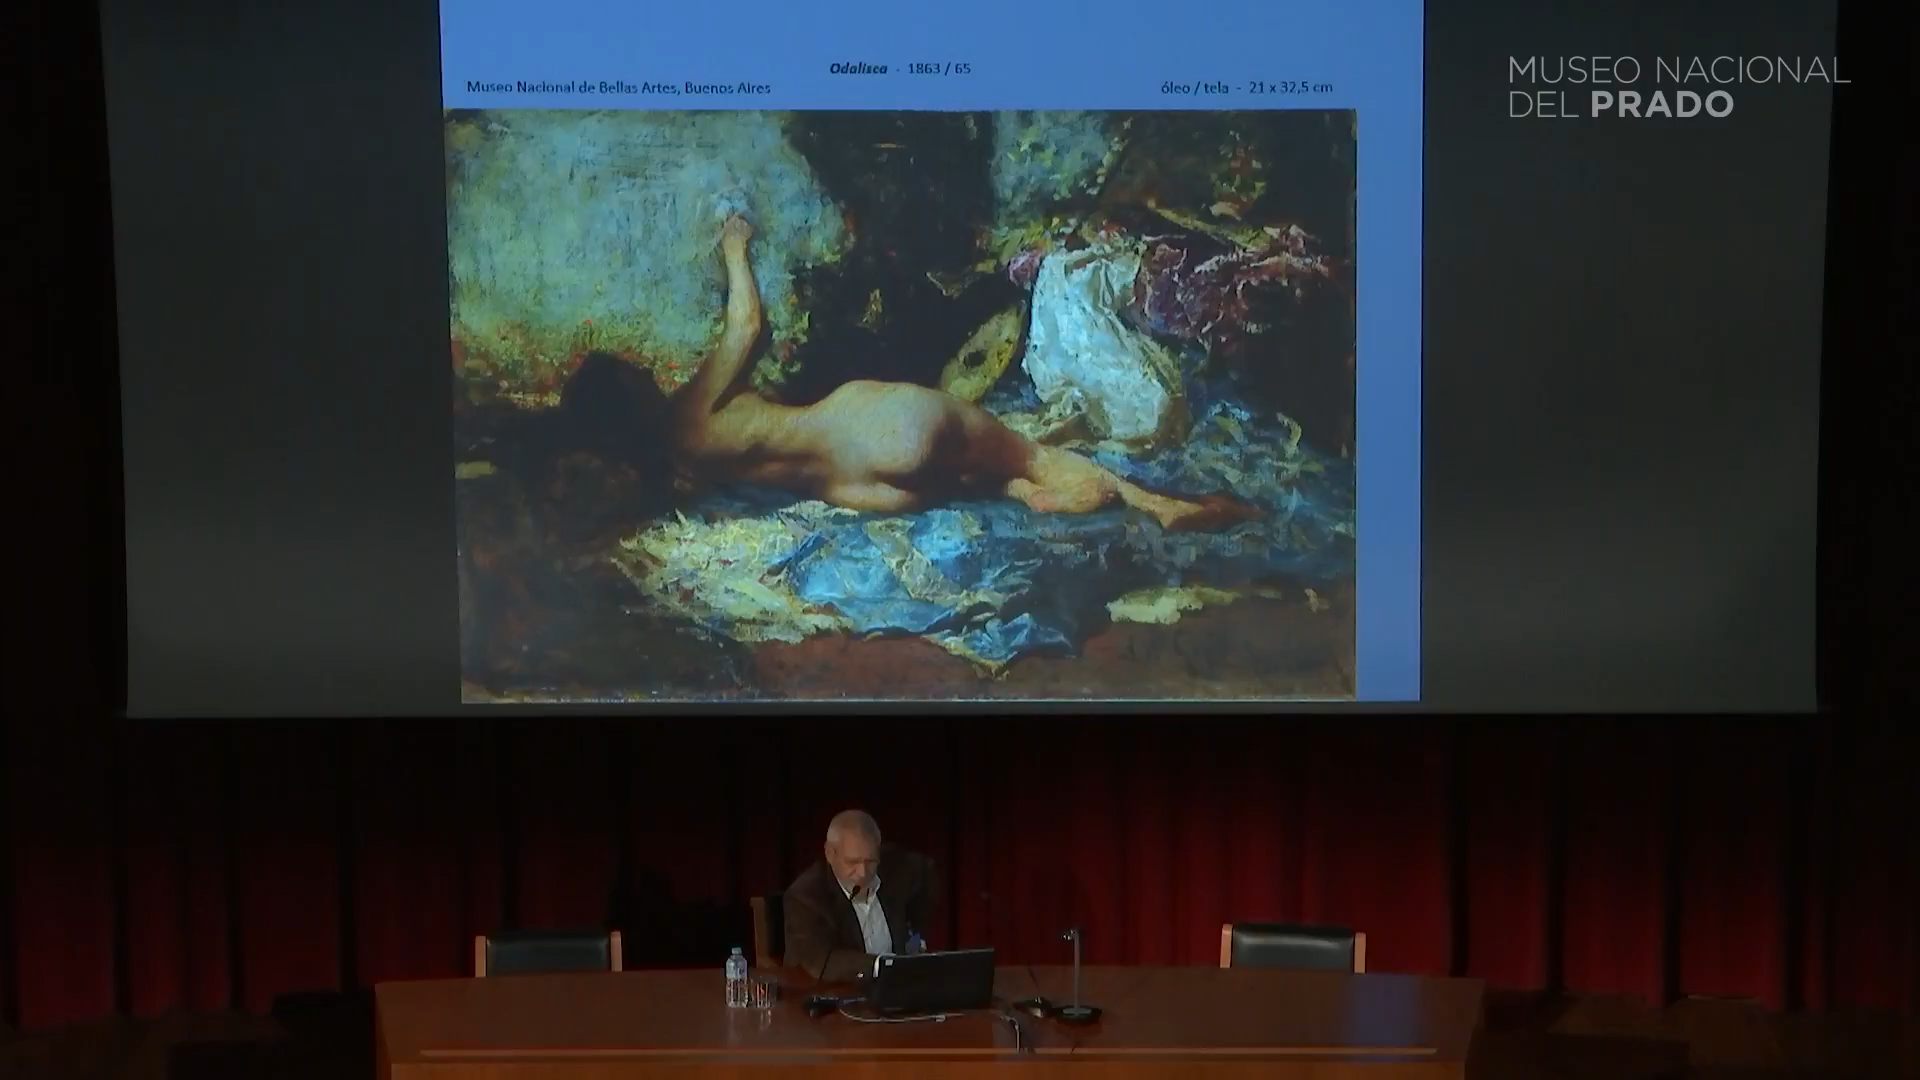 Odalisca - 1863 / 65
Museo Nacional de Bellas Artes, Buenos Aires
óleo / tela - 21 x 32,5 cm
MUSEO NACIONAL
DEL PRADO